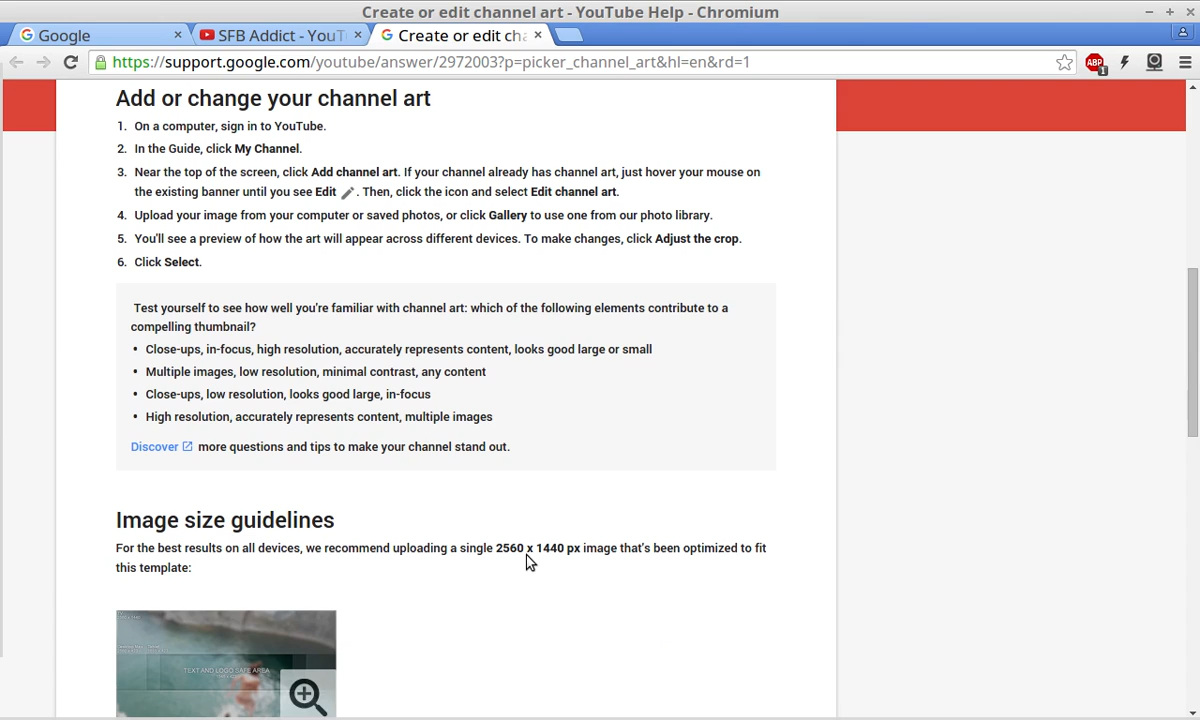 Create or edit channel art - YouTube Help - Chromium
Google
SFB Addict - YouT
Create or edit cha
https://support.google.com/youtube/answer/2972003?p=picker_channel_art&hl=en&rd=1
ABP
1
Add or change your channel art
1. On a computer, sign in to YouTube.
2. In the Guide, click My Channel.
3. Near the top of the screen, click Add channel art. If your channel already has channel art, just hover your mouse on
the existing banner until you see Edit . Then, click the icon and select Edit channel art.
4. Upload your image from your computer or saved photos, or click Gallery to use one from our photo library.
5. You'll see a preview of how the art will appear across different devices. To make changes, click Adjust the crop.
6. Click Select.
Test yourself to see how well you're familiar with channel art: which of the following elements contribute to a
compelling thumbnail?
• Close-ups, in-focus, high resolution, accurately represents content, looks good large or small
• Multiple images, low resolution, minimal contrast, any content
• Close-ups, low resolution, looks good large, in-focus
• High resolution, accurately represents content, multiple images
Discover more questions and tips to make your channel stand out.
Image size guidelines
For the best results on all devices, we recommend uploading a single 2560 x 1440 px image that's been optimized to fit
this template:
TEXT AND LOGO SAFE AREA